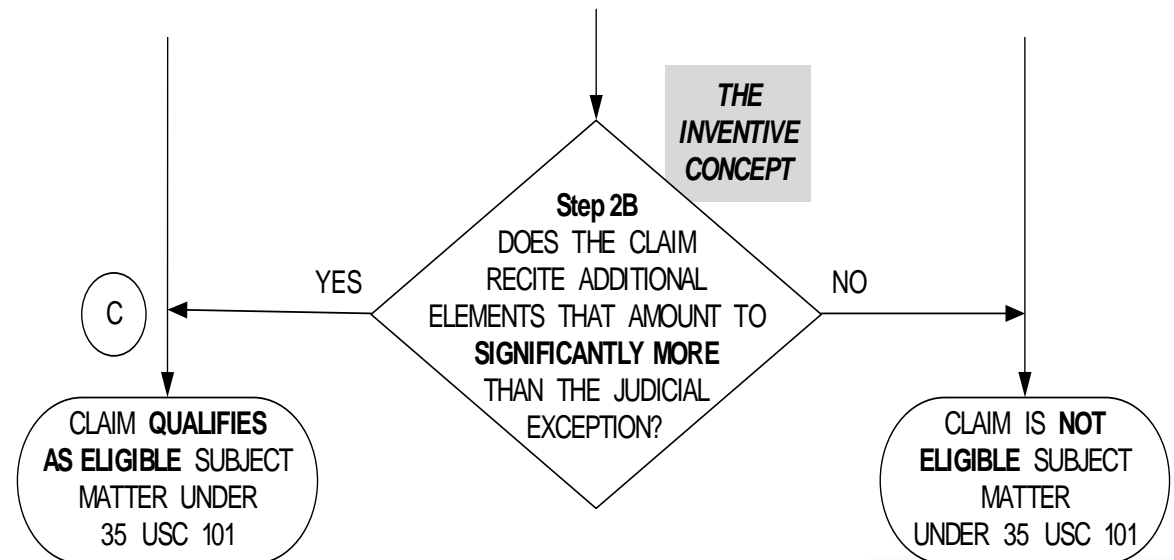 THE
INVENTIVE
CONCEPT
Step 2B
DOES THE CLAIM
RECITE ADDITIONAL
ELEMENTS THAT AMOUNT TO
SIGNIFICANTLY MORE
THAN THE JUDICIAL
EXCEPTION?
YES
NO
C
CLAIM QUALIFIES
AS ELIGIBLE SUBJECT
MATTER UNDER
35 USC 101
CLAIM IS NOT
ELIGIBLE SUBJECT
MATTER
UNDER 35 USC 101